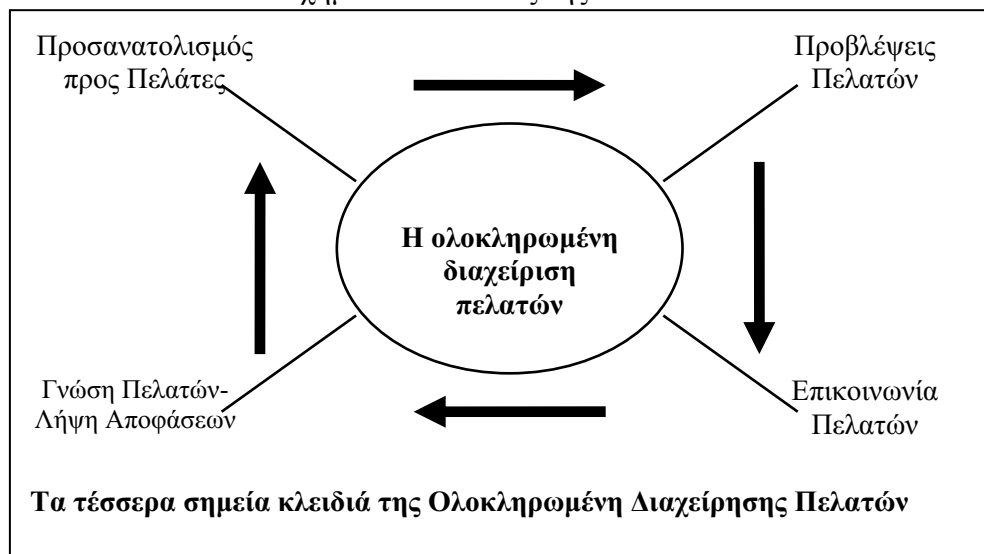 Προσανατολισμός
προς Πελάτες
Προβλέψεις
Πελατών
Η ολοκληρωμένη
διαχείριση
πελατών
Γνώση Πελατών-
Λήψη Αποφάσεων
Επικοινωνία
Πελατών
Τα τέσσερα σημεία κλειδιά της Ολοκληρωμένη Διαχείρησης Πελατών